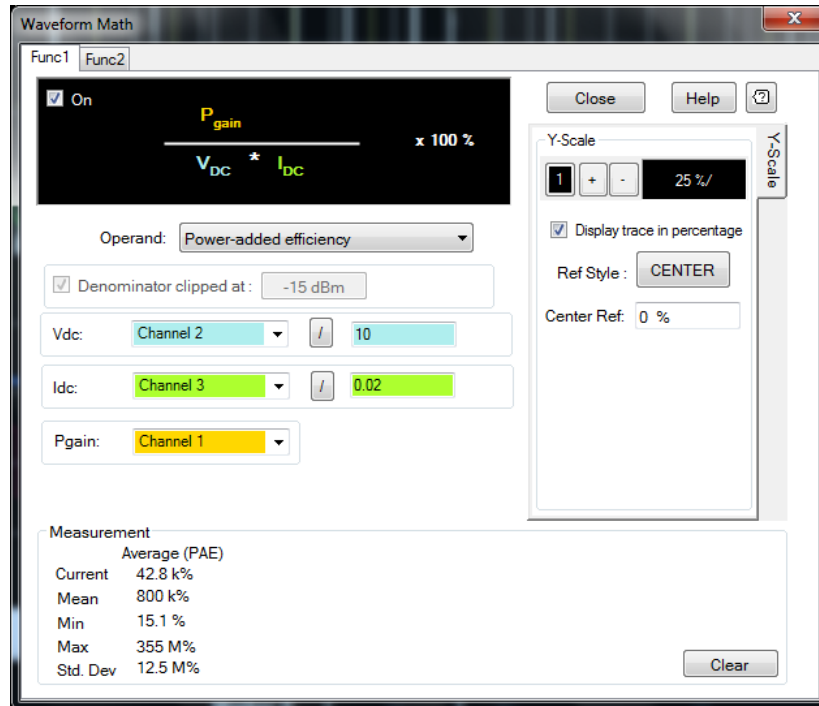 Waveform Math
X
Func1 Func2
On
Pgain
x 100 %
VDC * IDC
Close Help ?
Y-Scale
Y-Scale
1 + - 25 %/
Operand: Power-added efficiency
Display trace in percentage
Denominator clipped at : -15 dBm
Ref Style : CENTER
Vdc: Channel 2 / 10
Center Ref: 0 %
Idc: Channel 3 / 0.02
Pgain: Channel 1
Measurement
Average (PAE)
Current 42.8 k%
Mean 800 k%
Min 15.1 %
Max 355 M%
Std. Dev 12.5 M%
Clear